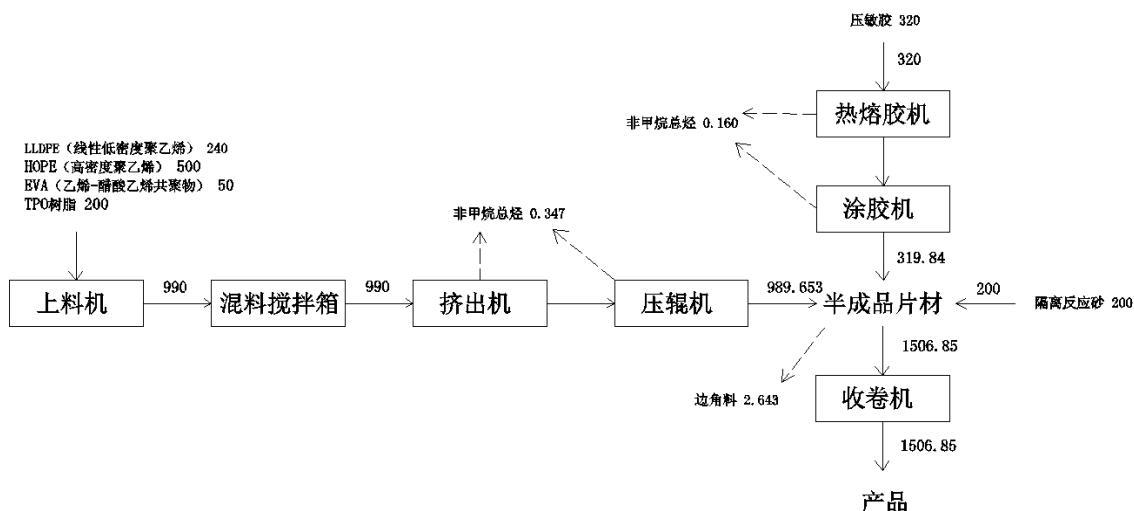 压敏胶 320
320
热熔胶机
非甲烷总烃 0.160
LLDPE（线性低密度聚乙烯）240
HOPE（高密度聚乙烯）500
EVA（乙烯-醋酸乙烯共聚物） 50
TPO树脂 200
涂胶机
非甲烷总烃 0.347
319.84
上料机
990
混料搅拌箱
990
挤出机
压辊机
989.653
半成品片材
200
隔离反应砂 200
1506.85
边角料 2.643
收卷机
1506.85
产品